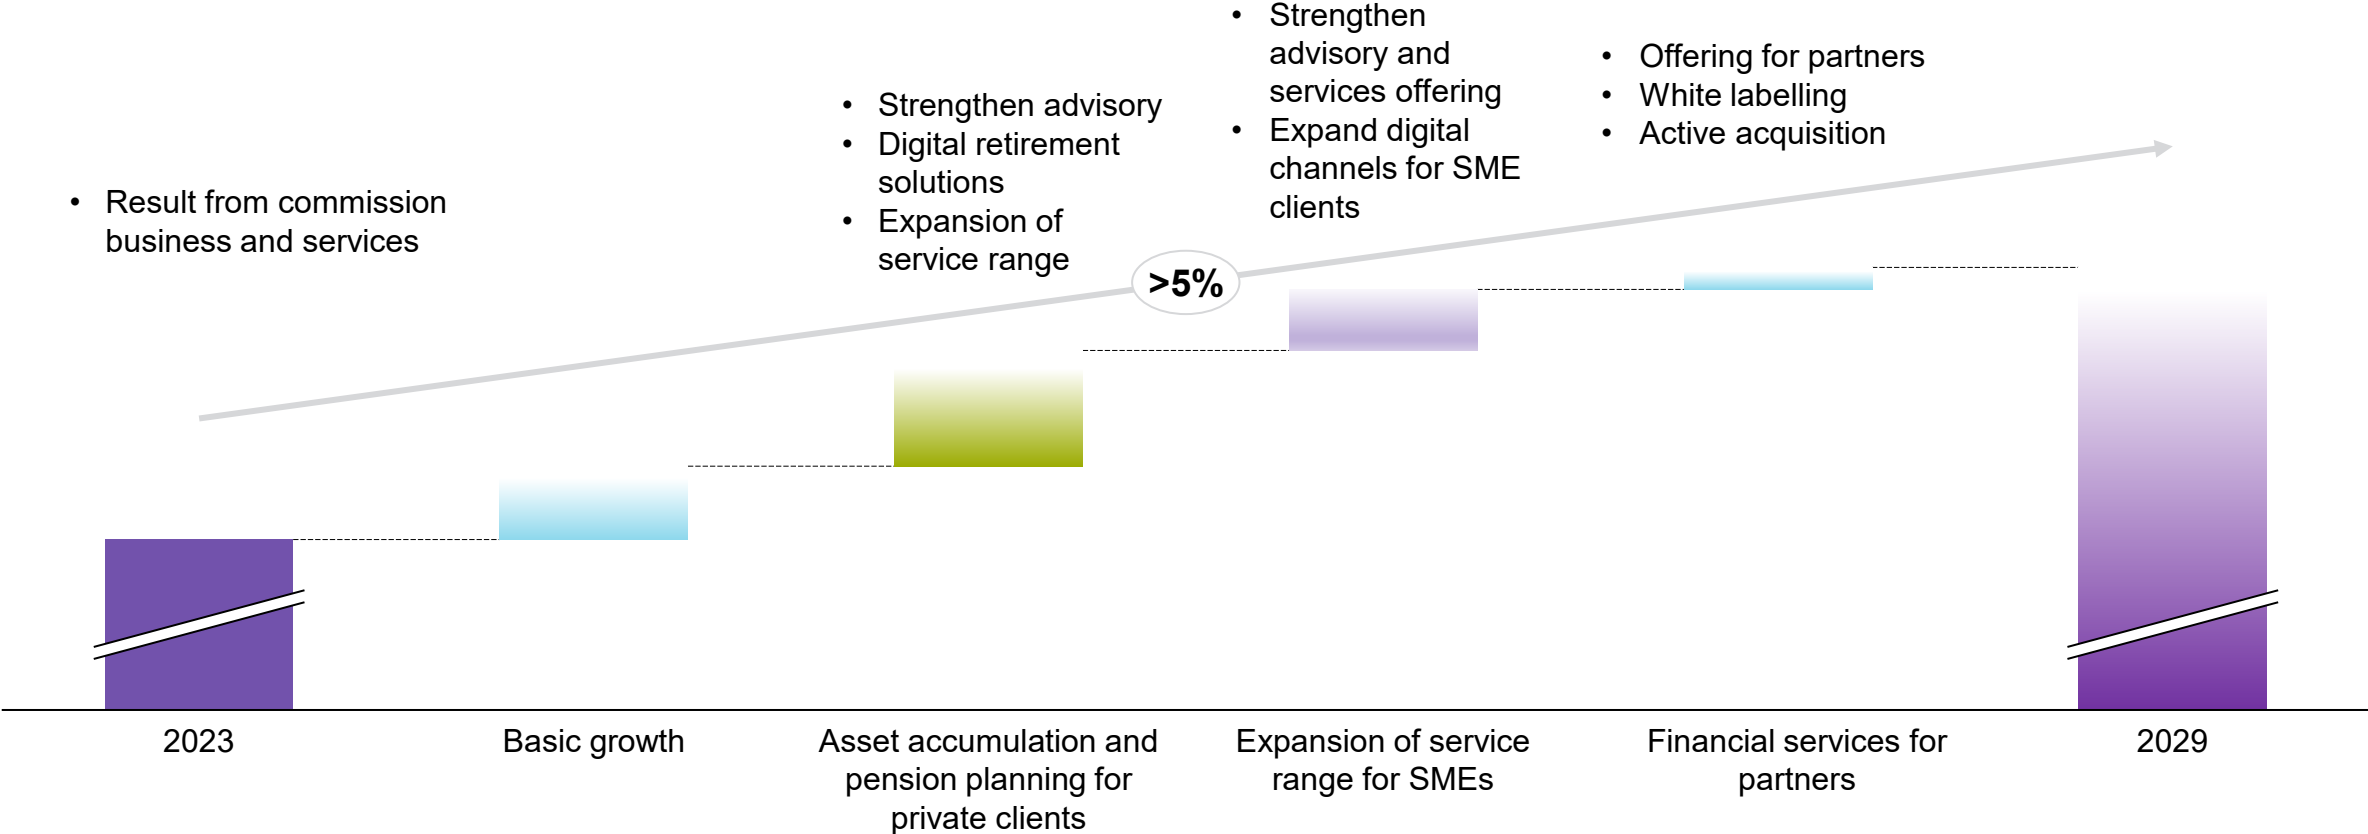 • Result from commission
business and services
• Strengthen advisory
• Digital retirement
solutions
• Expansion of
service range
• Strengthen
advisory and
services offering
• Expand digital
channels for SME
clients
• Offering for partners
• White labelling
• Active acquisition
>5%
2023
Basic growth
Asset accumulation and
pension planning for
private clients
Expansion of service
range for SMEs
Financial services for
partners
2029